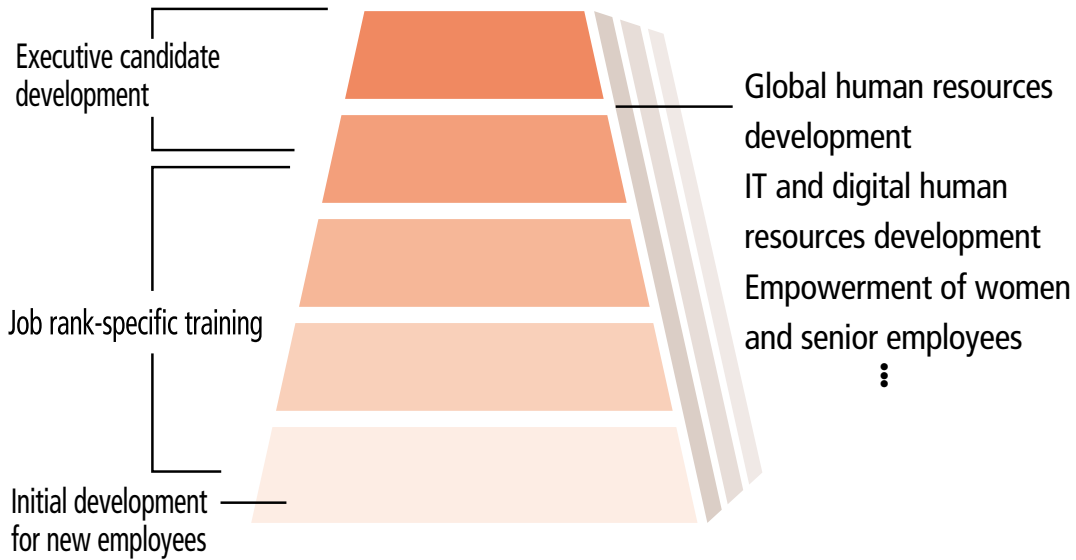 Executive candidate
development
Job rank-specific training
Initial development
for new employees
Global human resources
development
IT and digital human
resources development
Empowerment of women
and senior employees
⋮